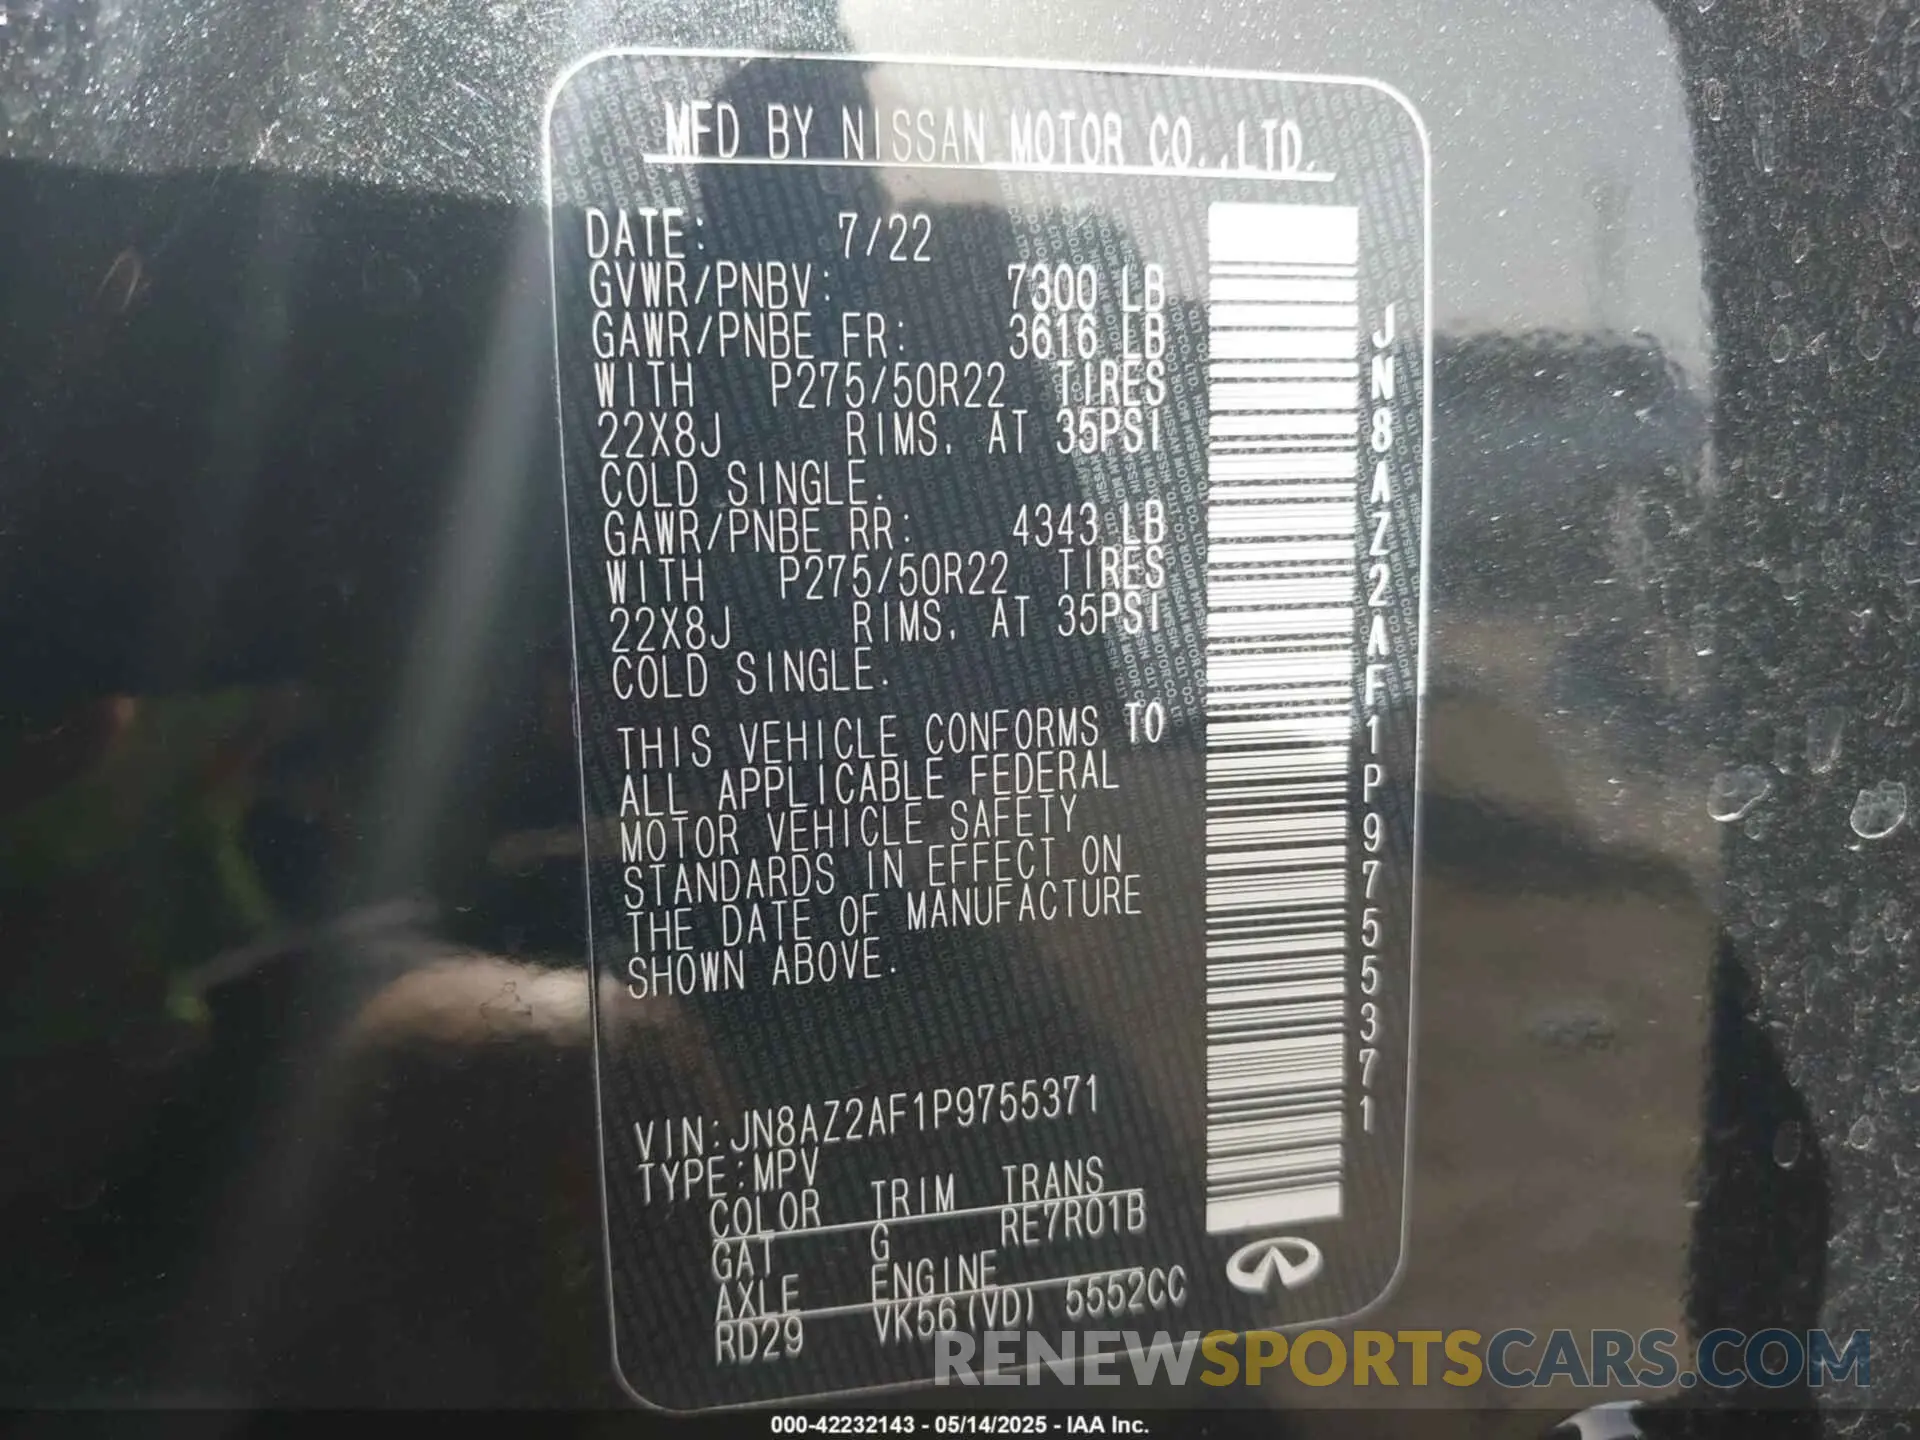 MFD BY NISSAN MOTOR CO.,LTD.
DATE: 7/22
GVWR/PNBV: 7300 LB
GAWR/PNBE FR: 3616 LB
WITH P275/50R22 TIRES
22X8J RIMS, AT 35PSI
COLD SINGLE.
GAWR/PNBE RR: 4343 LB
WITH P275/50R22 TIRES
22X8J RIMS, AT 35PSI
COLD SINGLE.
THIS VEHICLE CONFORMS TO
ALL APPLICABLE FEDERAL
MOTOR VEHICLE SAFETY
STANDARDS IN EFFECT ON
THE DATE OF MANUFACTURE
SHOWN ABOVE.
VIN:JN8AZ2AF1P9755371
TYPE:MPV
COLOR TRIM TRANS
GAT G RE7R01B
AXLE ENGINE
RD29 VK56(VD) 5552CC
JN8AZ2AF1P9755371
RENEWSPORTSCARS.COM
000-42232143 - 05/14/2025 - IAA Inc.